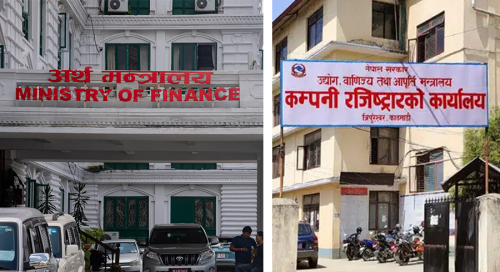 अर्थ मन्त्रालय
MINISTRY OF FINANCE
नेपाल सरकार
उद्योग, वाणिज्य तथा आपूर्ति मन्त्रालय
कम्पनी रजिष्ट्रारको कार्यालय
त्रिपुरेश्वर, काठमाडौं